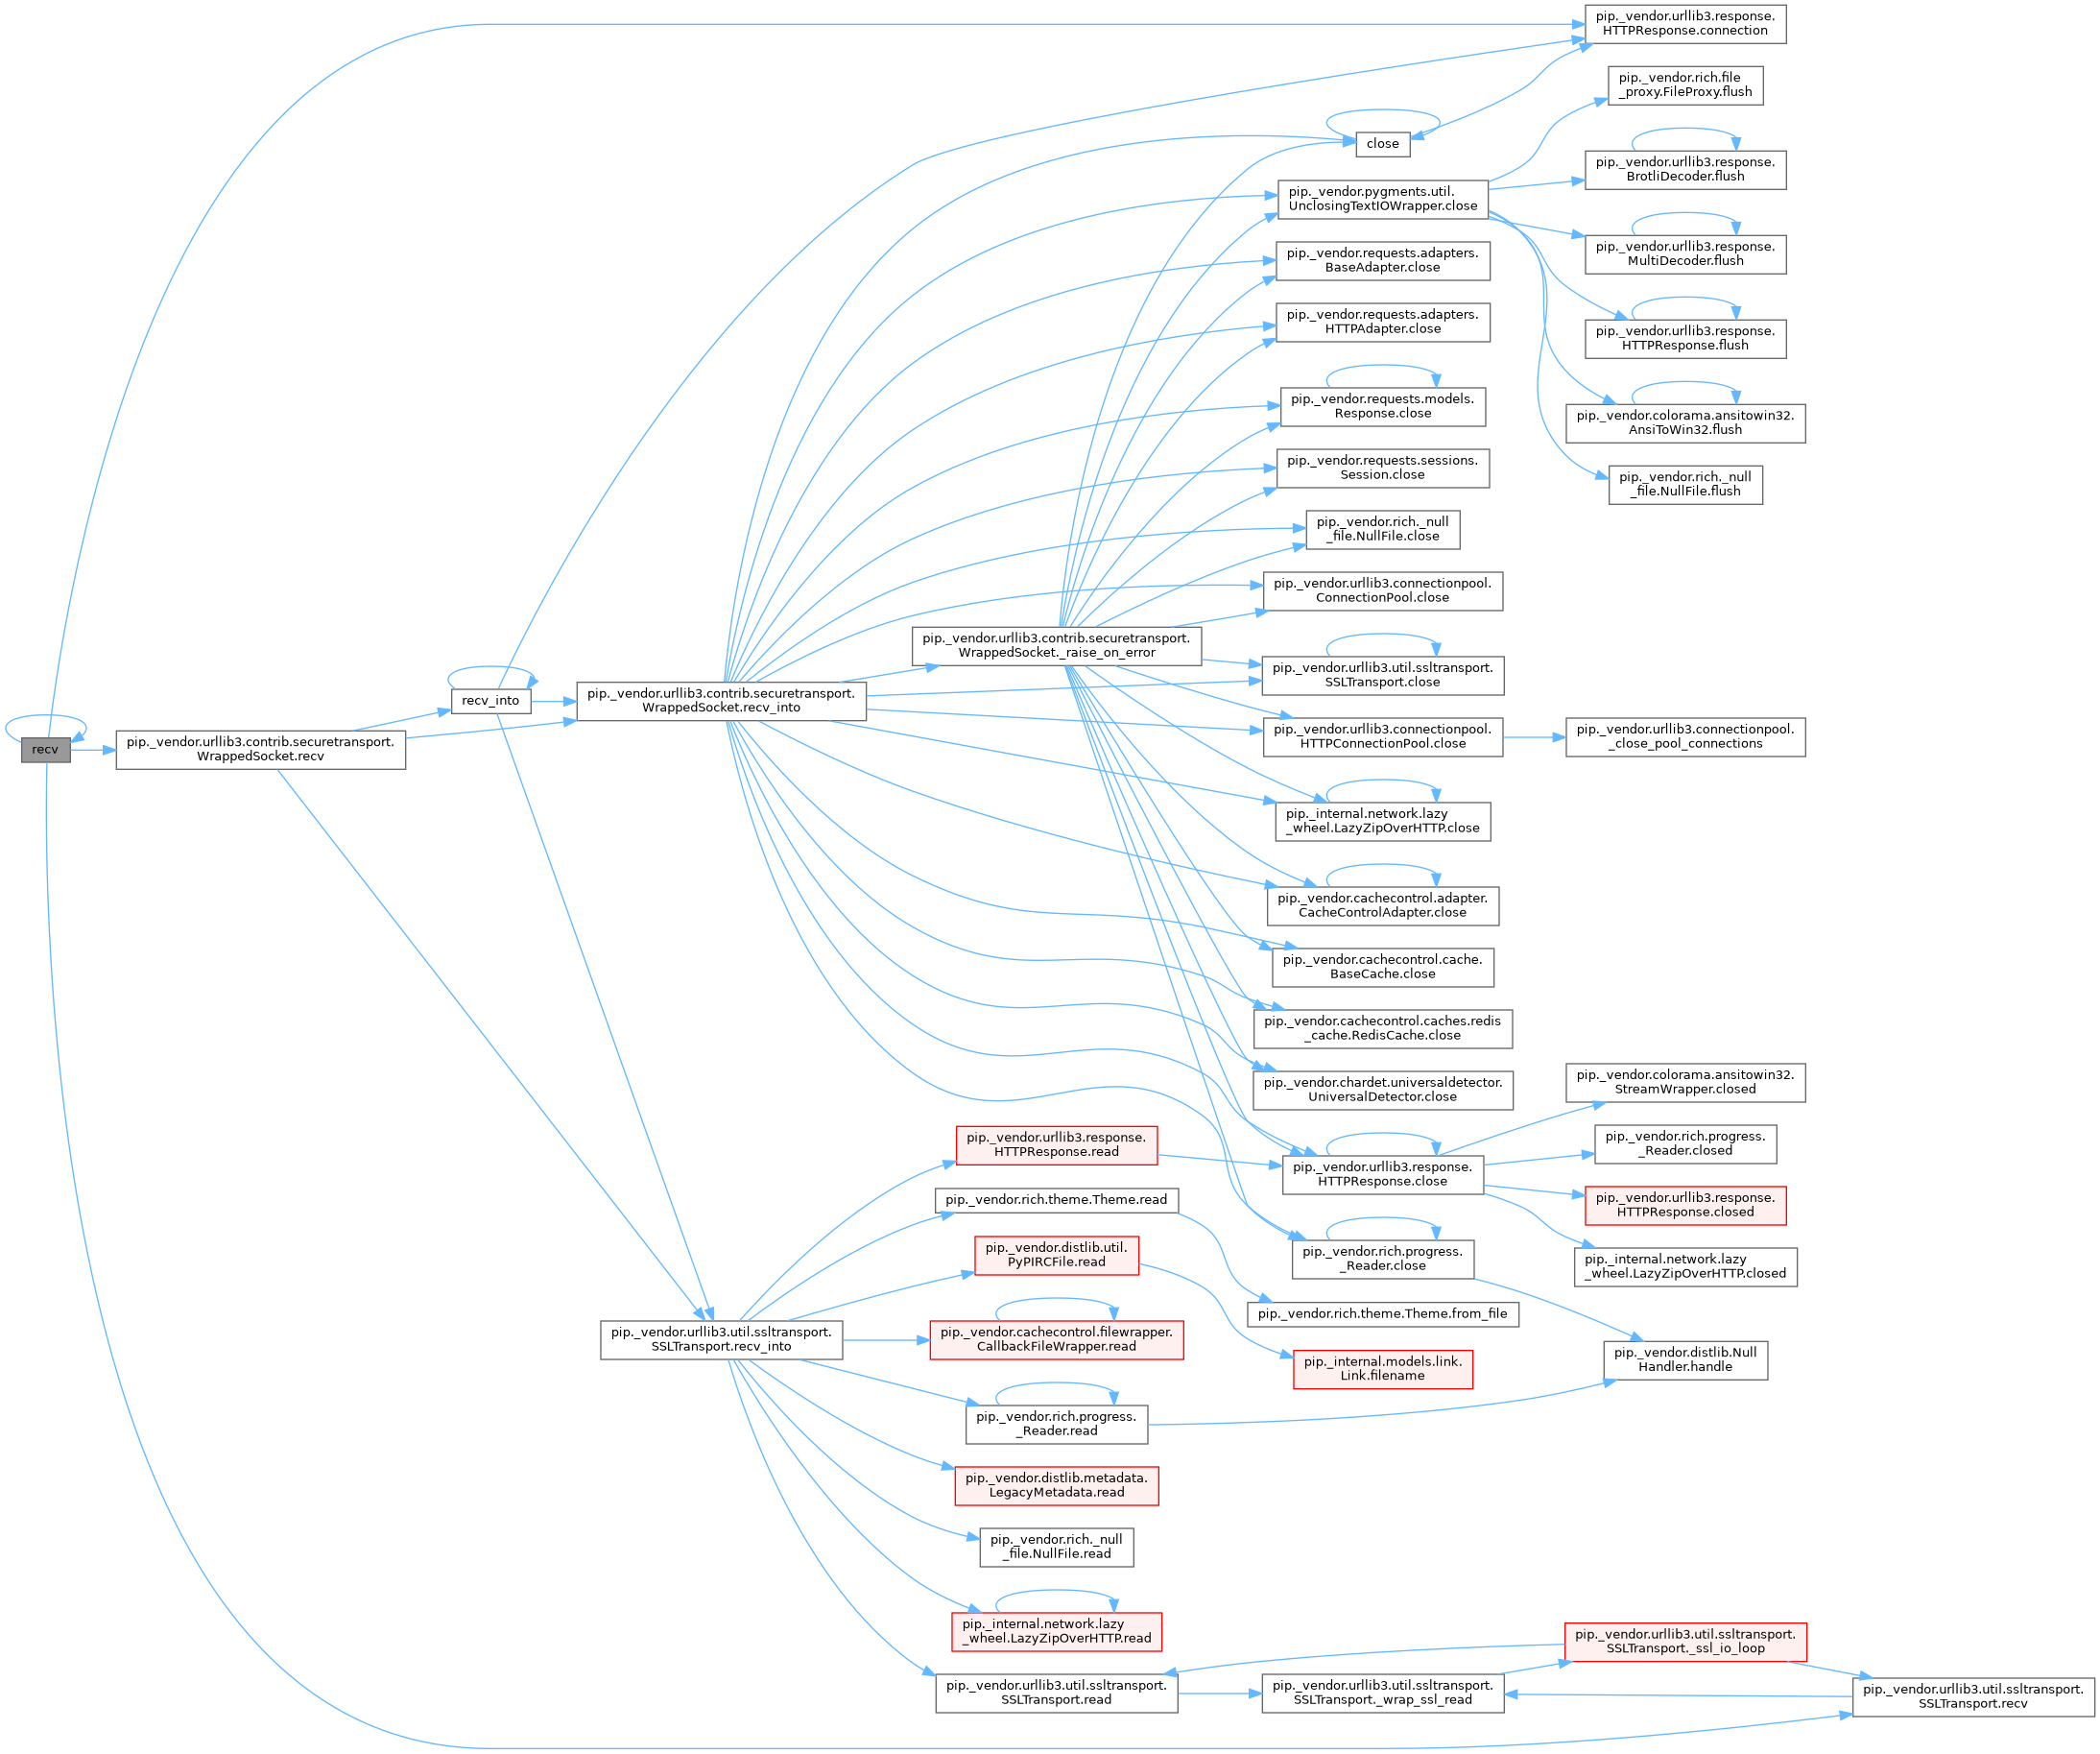 recv
pip._vendor.urllib3.contrib.securetransport.
WrappedSocket.recv
recv_into
pip._vendor.urllib3.contrib.securetransport.
WrappedSocket.recv_into
pip._vendor.urllib3.util.ssltransport.
SSLTransport.recv_into
pip._vendor.urllib3.contrib.securetransport.
WrappedSocket._raise_on_error
pip._vendor.urllib3.response.
HTTPResponse.read
pip._vendor.rich.theme.Theme.read
pip._vendor.distlib.util.
PyPIRCFile.read
pip._vendor.cachecontrol.filewrapper.
CallbackFileWrapper.read
pip._vendor.rich.progress.
_Reader.read
pip._vendor.distlib.metadata.
LegacyMetadata.read
pip._vendor.rich._null
_file.NullFile.read
pip._internal.network.lazy
_wheel.LazyZipOverHTTP.read
pip._vendor.urllib3.util.ssltransport.
SSLTransport.read
close
pip._vendor.pygments.util.
UnclosingTextIOWrapper.close
pip._vendor.requests.adapters.
BaseAdapter.close
pip._vendor.requests.adapters.
HTTPAdapter.close
pip._vendor.requests.models.
Response.close
pip._vendor.requests.sessions.
Session.close
pip._vendor.rich._null
_file.NullFile.close
pip._vendor.urllib3.connectionpool.
ConnectionPool.close
pip._vendor.urllib3.util.ssltransport.
SSLTransport.close
pip._vendor.urllib3.connectionpool.
HTTPConnectionPool.close
pip._internal.network.lazy
_wheel.LazyZipOverHTTP.close
pip._vendor.cachecontrol.adapter.
CacheControlAdapter.close
pip._vendor.cachecontrol.cache.
BaseCache.close
pip._vendor.cachecontrol.caches.redis
_cache.RedisCache.close
pip._vendor.chardet.universaldetector.
UniversalDetector.close
pip._vendor.urllib3.response.
HTTPResponse.close
pip._vendor.rich.progress.
_Reader.close
pip._vendor.rich.theme.Theme.from_file
pip._internal.models.link.
Link.filename
pip._vendor.urllib3.util.ssltransport.
SSLTransport._wrap_ssl_read
pip._vendor.urllib3.response.
HTTPResponse.connection
pip._vendor.rich.file
_proxy.FileProxy.flush
pip._vendor.urllib3.response.
BrotliDecoder.flush
pip._vendor.urllib3.response.
MultiDecoder.flush
pip._vendor.urllib3.response.
HTTPResponse.flush
pip._vendor.colorama.ansitowin32.
AnsiToWin32.flush
pip._vendor.rich._null
_file.NullFile.flush
pip._vendor.urllib3.connectionpool.
_close_pool_connections
pip._vendor.colorama.ansitowin32.
StreamWrapper.closed
pip._vendor.rich.progress.
_Reader.closed
pip._vendor.urllib3.response.
HTTPResponse.closed
pip._internal.network.lazy
_wheel.LazyZipOverHTTP.closed
pip._vendor.distlib.Null
Handler.handle
pip._vendor.urllib3.util.ssltransport.
SSLTransport._ssl_io_loop
pip._vendor.urllib3.util.ssltransport.
SSLTransport.recv